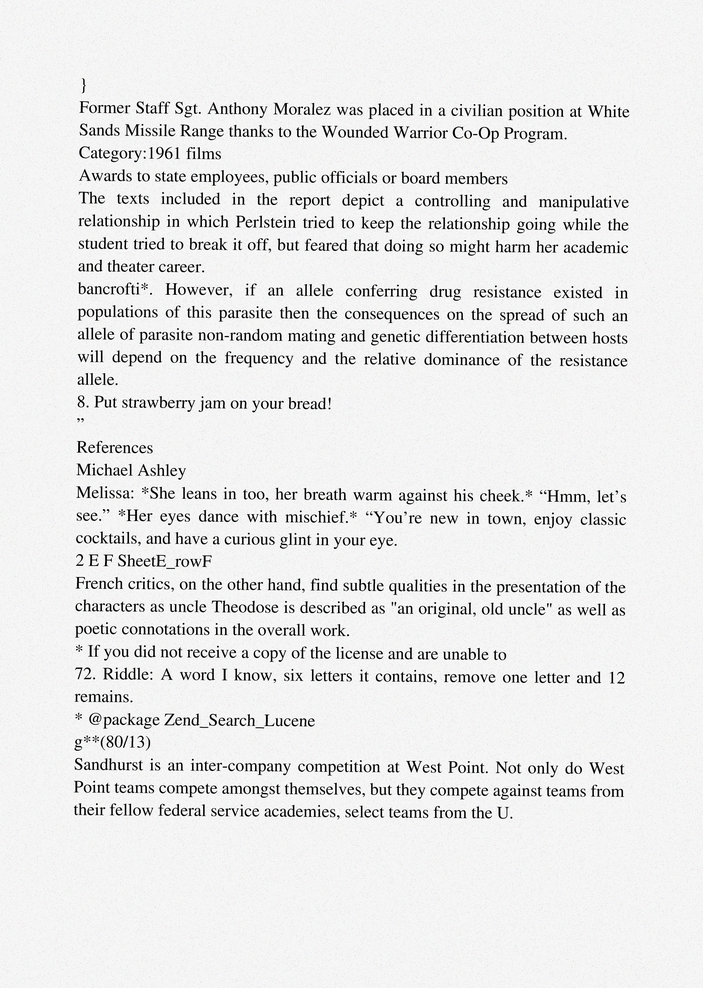 }
Former Staff Sgt. Anthony Moralez was placed in a civilian position at White
Sands Missile Range thanks to the Wounded Warrior Co-Op Program.
Category:1961 films
Awards to state employees, public officials or board members
The texts included in the report depict a controlling and manipulative
relationship in which Perlstein tried to keep the relationship going while the
student tried to break it off, but feared that doing so might harm her academic
and theater career.
bancrofti*. However, if an allele conferring drug resistance existed in
populations of this parasite then the consequences on the spread of such an
allele of parasite non-random mating and genetic differentiation between hosts
will depend on the frequency and the relative dominance of the resistance
allele.
8. Put strawberry jam on your bread!
”
References
Michael Ashley
Melissa: *She leans in too, her breath warm against his cheek.* “Hmm, let’s
see.” *Her eyes dance with mischief.* “You’re new in town, enjoy classic
cocktails, and have a curious glint in your eye.
2 E F SheetE_rowF
French critics, on the other hand, find subtle qualities in the presentation of the
characters as uncle Theodose is described as "an original, old uncle" as well as
poetic connotations in the overall work.
* If you did not receive a copy of the license and are unable to
72. Riddle: A word I know, six letters it contains, remove one letter and 12
remains.
* @package Zend_Search_Lucene
g**(80/13)
Sandhurst is an inter-company competition at West Point. Not only do West
Point teams compete amongst themselves, but they compete against teams from
their fellow federal service academies, select teams from the U.